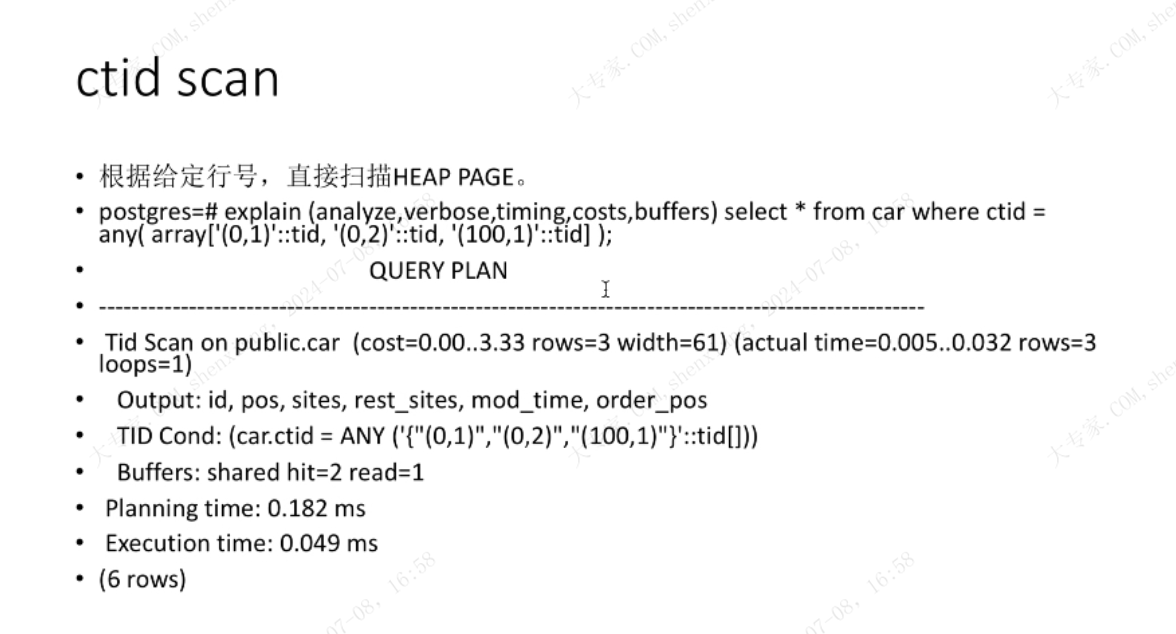 ctid scan
• 根据给定行号，直接扫描HEAP PAGE。
• postgres=# explain (analyze,verbose,timing,costs,buffers) select * from car where ctid =
any( array['(0,1)'::tid, '(0,2)'::tid, '(100,1)'::tid] );
• QUERY PLAN
• ---------------------------------------------------------------------------------------------------
• Tid Scan on public.car (cost=0.00..3.33 rows=3 width=61) (actual time=0.005..0.032 rows=3
loops=1)
• Output: id, pos, sites, rest_sites, mod_time, order_pos
• TID Cond: (car.ctid = ANY ('{"(0,1)","(0,2)","(100,1)"}'::tid[]))
• Buffers: shared hit=2 read=1
• Planning time: 0.182 ms
• Execution time: 0.049 ms
• (6 rows)